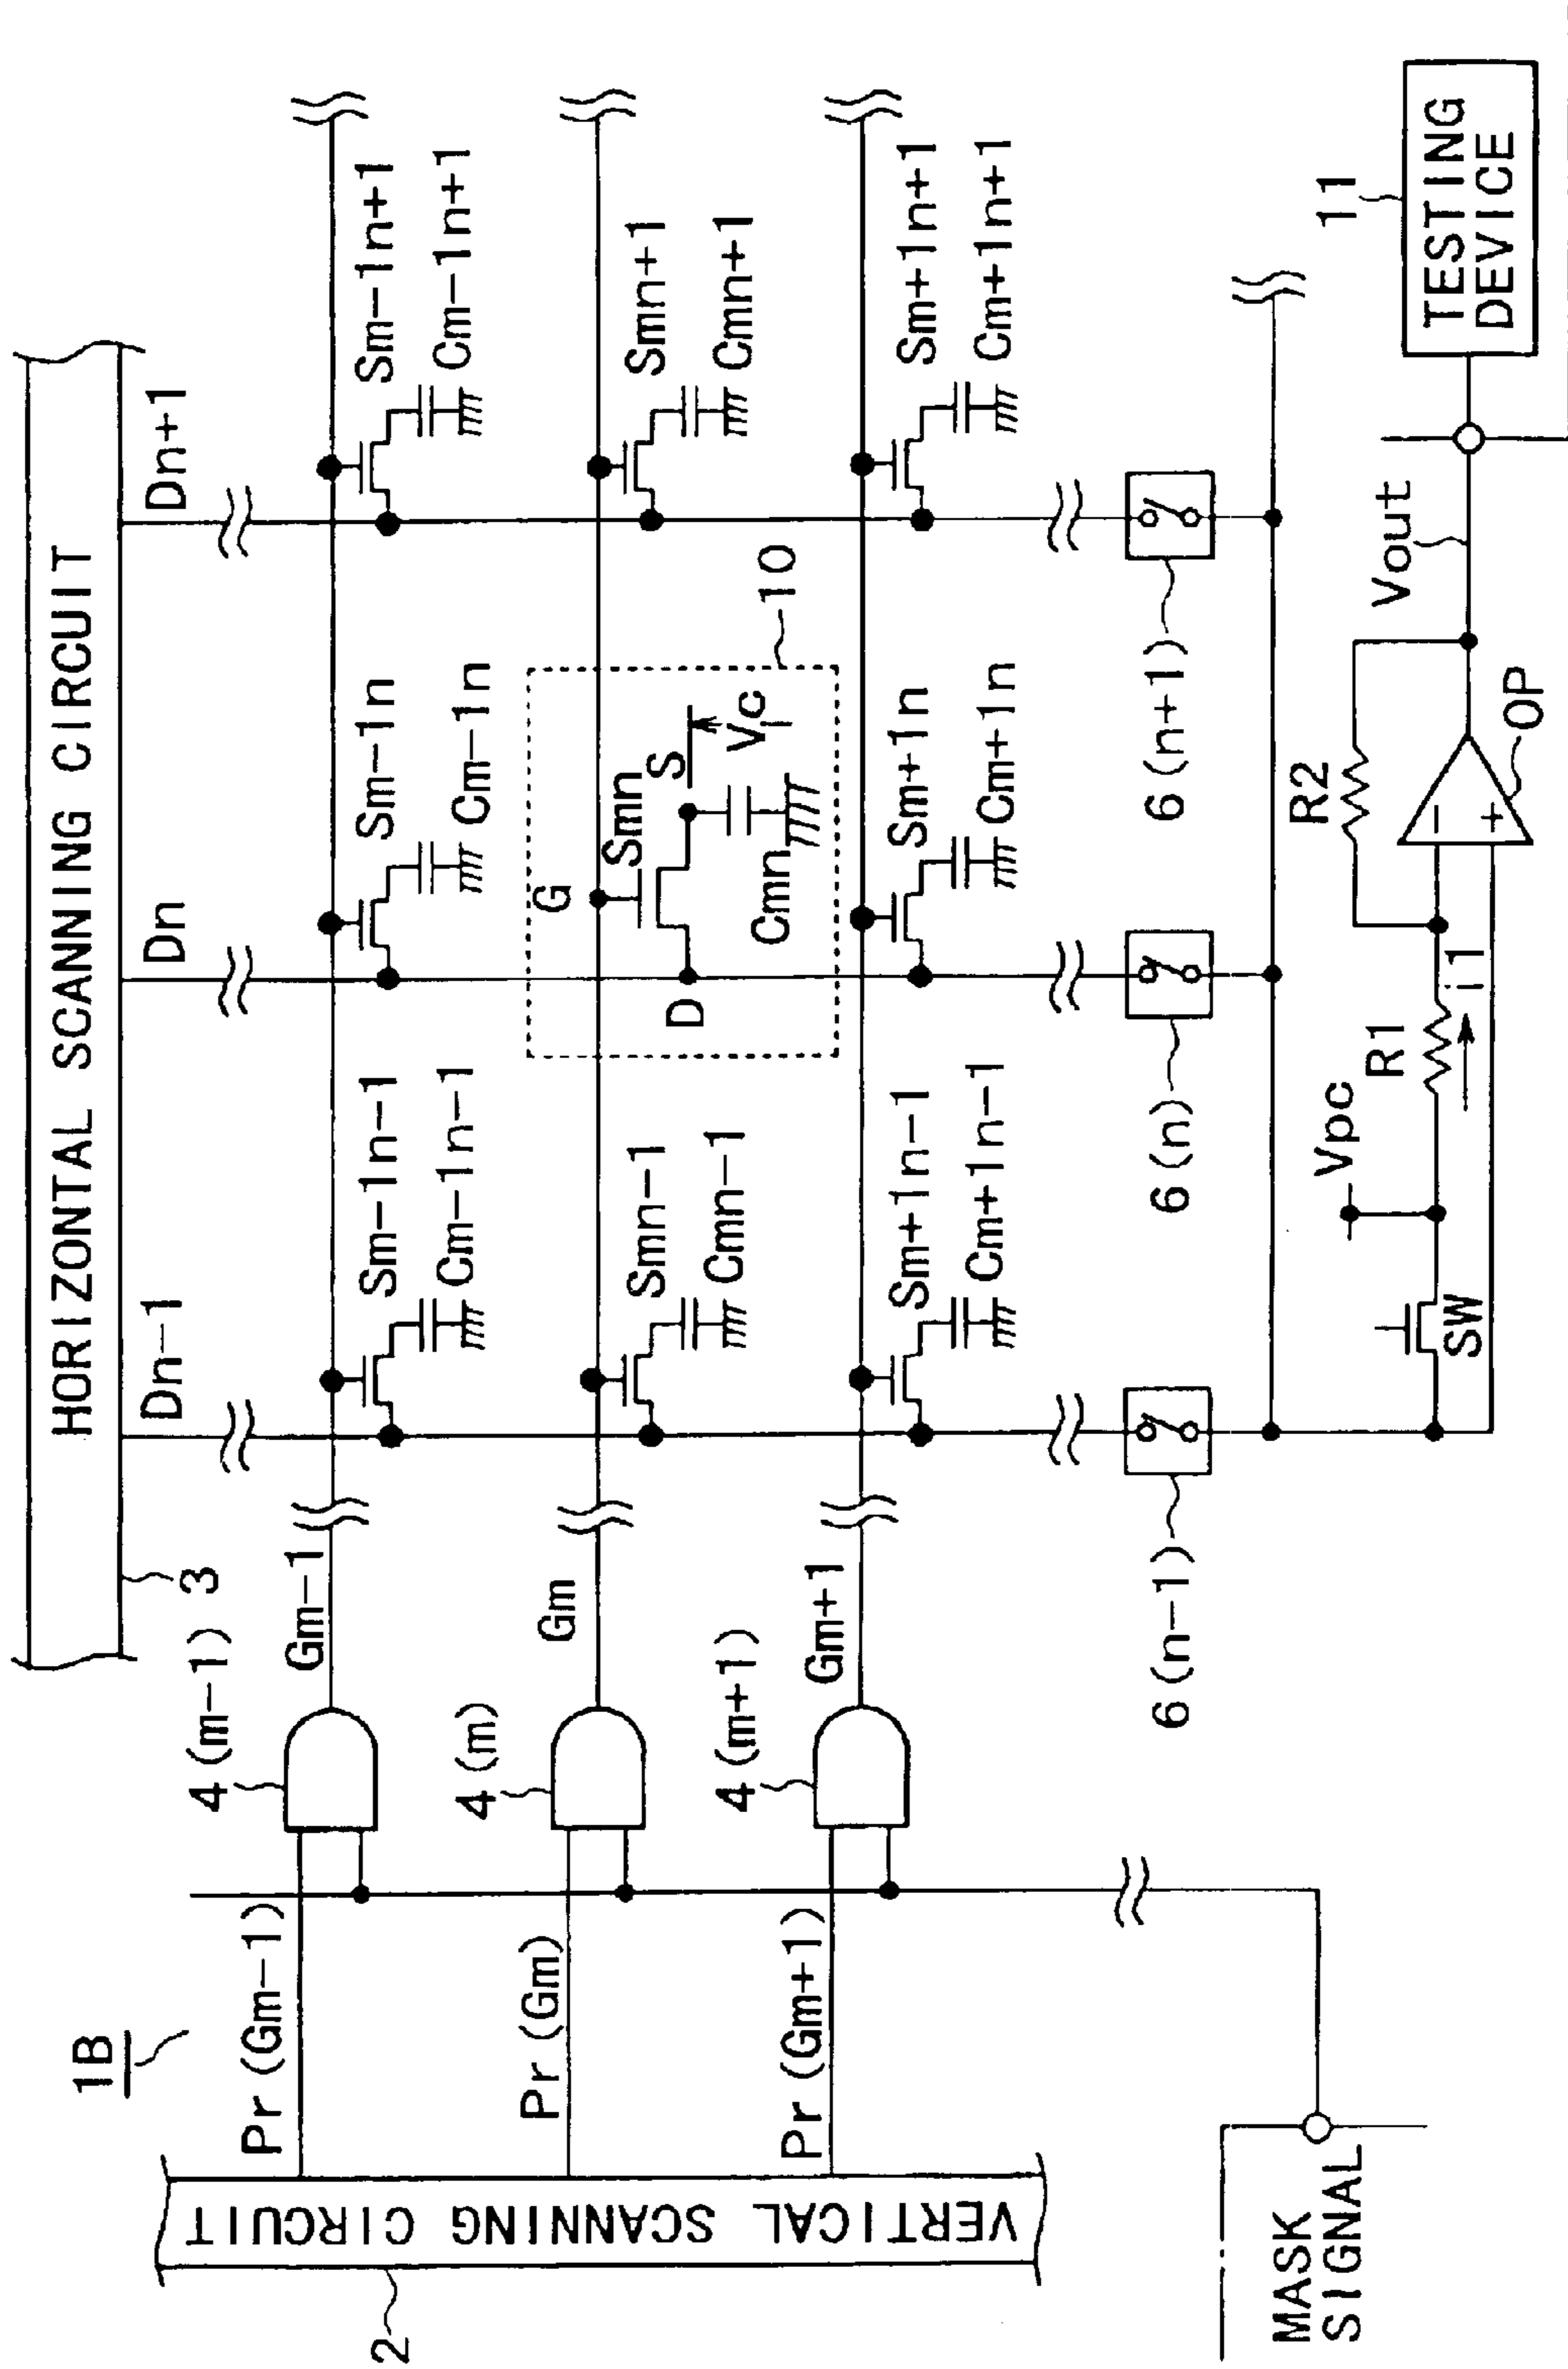 1B
HORIZONTAL SCANNING CIRCUIT
3
Dn-1
Dn
Dn+1
2
VERTICAL SCANNING CIRCUIT
Pr(Gm-1)
4(m-1)
Gm-1
Sm-1n-1
Cm-1n-1
Sm-1n
Cm-1n
Sm-1n+1
Cm-1n+1
Pr(Gm)
4(m)
Gm
Smn-1
Cmn-1
G
Smn
S
D
Cmn
Vic
10
Smn+1
Cmn+1
Pr(Gm+1)
4(m+1)
Gm+1
Sm+1n-1
Cm+1n-1
Sm+1n
Cm+1n
Sm+1n+1
Cm+1n+1
6(n-1)
6(n)
6(n+1)
MASK
SIGNAL
SW
Vpc
R1
i1
R2
-
+
OP
Vout
11
TESTING
DEVICE